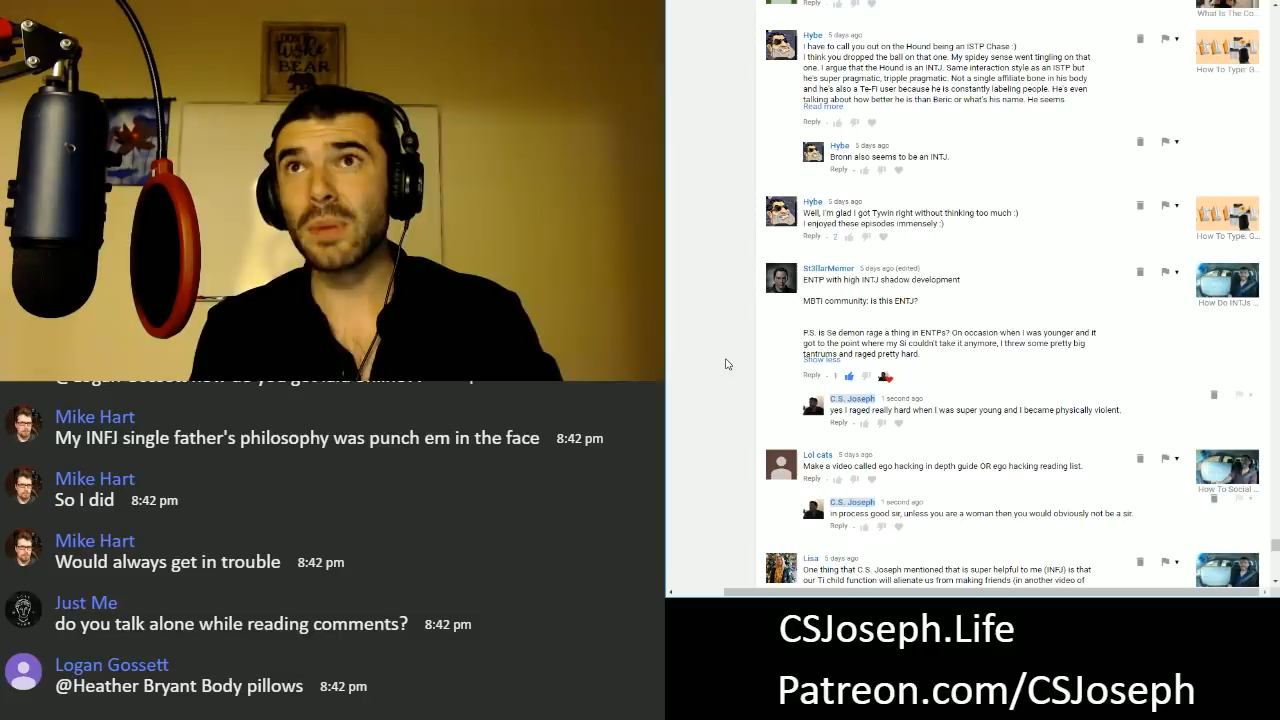 DON'T
WAKE
THE
BEAR
Mike Hart
My INFJ single father's philosophy was punch em in the face 8:42 pm
Mike Hart
So I did 8:42 pm
Mike Hart
Would always get in trouble 8:42 pm
Just Me
do you talk alone while reading comments? 8:42 pm
Logan Gossett
@Heather Bryant Body pillows 8:42 pm
Reply
What Is The Co...
Hybe 5 days ago
I have to call you out on the Hound being an ISTP Chase :)
I think you dropped the ball on that one. My spidey sense went tingling on that
one. I argue that the Hound is an INTJ. Same interaction style as an ISTP but
he's super pragmatic, tripple pragmatic. Not a single affiliate bone in his body
and he's also a Te-Fi user because he is constantly labeling people. He's even
talking about how better he is than Beric or what's his name. He seems
Read more
Reply
How To Type: G...
Hybe 5 days ago
Bronn also seems to be an INTJ.
Reply
Hybe 5 days ago
Well, I'm glad I got Tywin right without thinking too much :)
I enjoyed these episodes immensely :)
Reply 2
How To Type: G...
St3llarMemer 5 days ago (edited)
ENTP with high INTJ shadow development
MBTI community: is this ENTJ?
P.S. is Se demon rage a thing in ENTPs? On occasion when I was younger and it
got to the point where my Si couldn't take it anymore, I threw some pretty big
tantrums and raged pretty hard.
Show less
Reply 1
How Do INTJs ...
C.S. Joseph 1 second ago
yes I raged really hard when I was super young and I became physically violent.
Reply
Lol cats 5 days ago
Make a video called ego hacking in depth guide OR ego hacking reading list.
Reply
How To Social ...
C.S. Joseph 1 second ago
in process good sir, unless you are a woman then you would obviously not be a sir.
Reply
Lisa 5 days ago
One thing that C.S. Joseph mentioned that is super helpful to me (INFJ) is that
our Ti child function will alienate us from making friends (in another video of
CSJoseph.Life
Patreon.com/CSJoseph